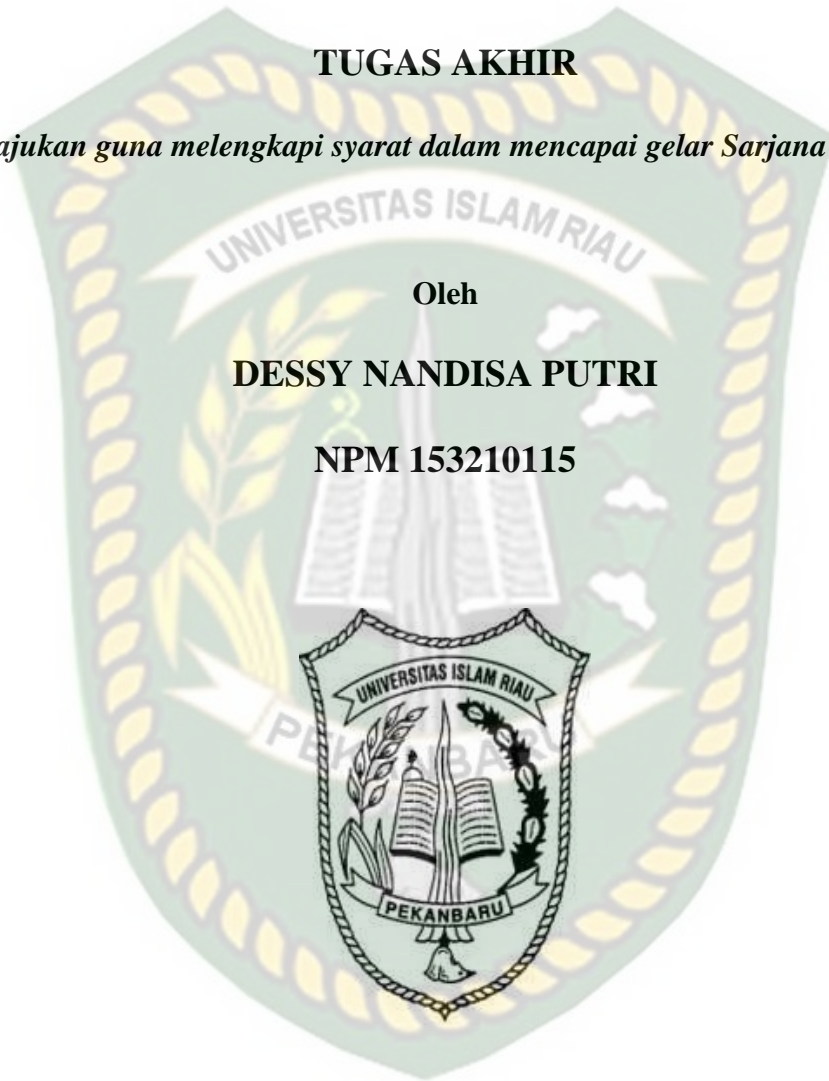 TUGAS AKHIR
ajukan guna melengkapi syarat dalam mencapai gelar Sarjana
UNIVERSITAS ISLAM RIAU
Oleh
DESSY NANDISA PUTRI
NPM 153210115
UNIVERSITAS ISLAM RIAU
PEKANBARU
PEKANBARU